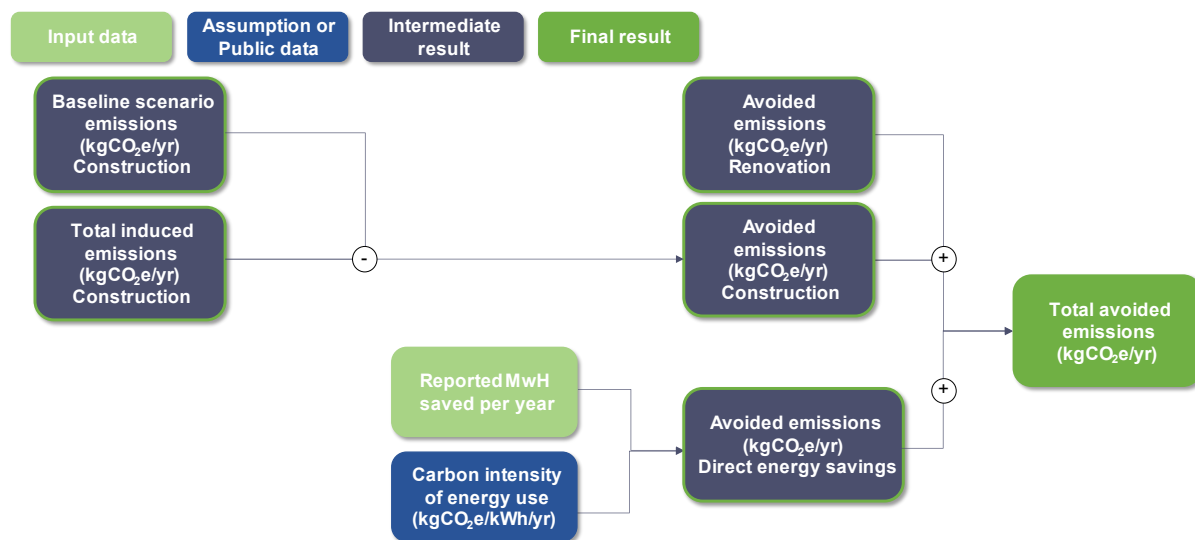 Input data
Assumption or
Public data
Intermediate
result
Final result
Baseline scenario
emissions
(kgCO₂e/yr)
Construction
Avoided
emissions
(kgCO₂e/yr)
Renovation
Total induced
emissions
(kgCO₂e/yr)
Construction
-
Avoided
emissions
(kgCO₂e/yr)
Construction
+
Total avoided
emissions
(kgCO₂e/yr)
Reported MwH
saved per year
+
Avoided emissions
(kgCO₂e/yr)
Direct energy savings
Carbon intensity
of energy use
(kgCO₂e/kWh/yr)